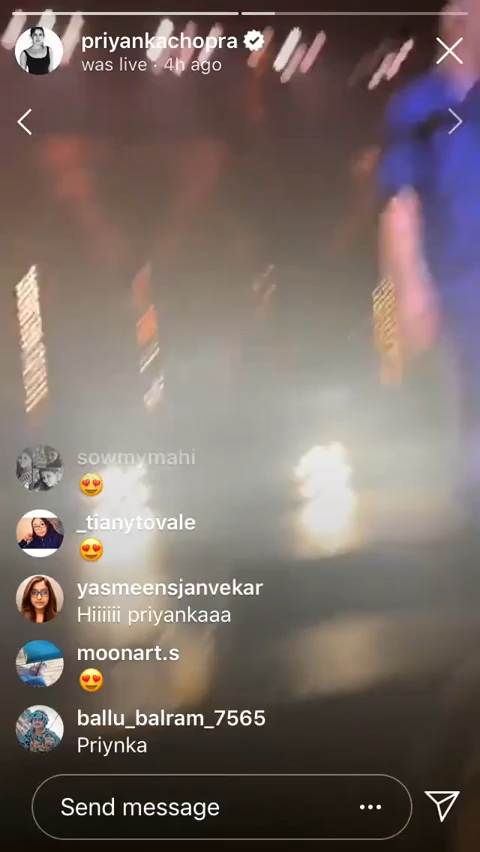 priyankachopra
was live · 4h ago
sowmymahi
😍
_tianytovale
😍
yasmeensjanvekar
Hiiiiii priyankaaa
moonart.s
😍
ballu_balram_7565
Priynka
Send message